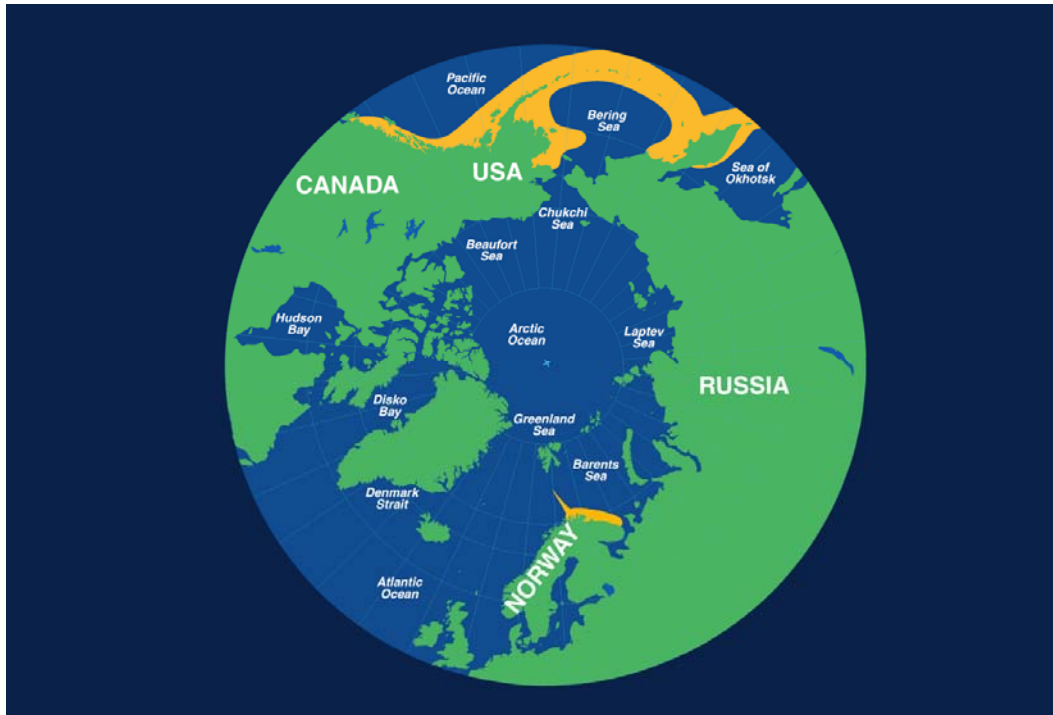 Pacific
Ocean
Bering
Sea
Sea of
Okhotsk
USA
CANADA
Chukchi
Sea
Beaufort
Sea
Hudson
Bay
Arctic
Ocean
Laptev
Sea
RUSSIA
Disko
Bay
Greenland
Sea
Barents
Sea
Denmark
Strait
NORWAY
Atlantic
Ocean